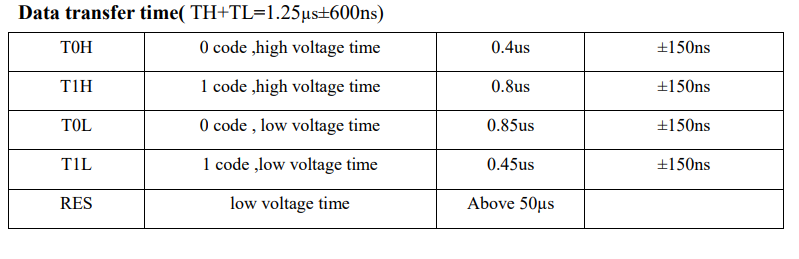 Data transfer time( TH+TL=1.25μs±600ns)
T0H 0 code ,high voltage time 0.4us ±150ns
T1H 1 code ,high voltage time 0.8us ±150ns
T0L 0 code , low voltage time 0.85us ±150ns
T1L 1 code ,low voltage time 0.45us ±150ns
RES low voltage time Above 50μs